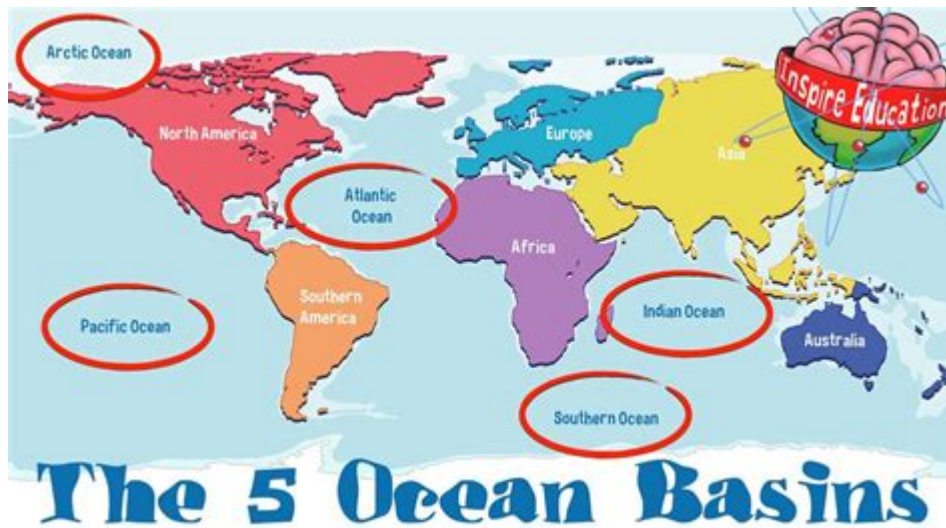 Arctic Ocean
Inspire Education
North America
Europe
Asia
Atlantic
Ocean
Africa
Southern
America
Pacific Ocean
Indian Ocean
Australia
Southern Ocean
The 5 Ocean Basins